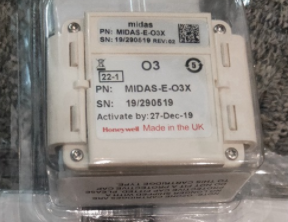 midas
PN: MIDAS-E-O3X
SN: 19/290519 REV:02
O3
22-1
PN: MIDAS-E-O3X
SN: 19/290519
Activate by:27-Dec-19
Honeywell Made in the UK